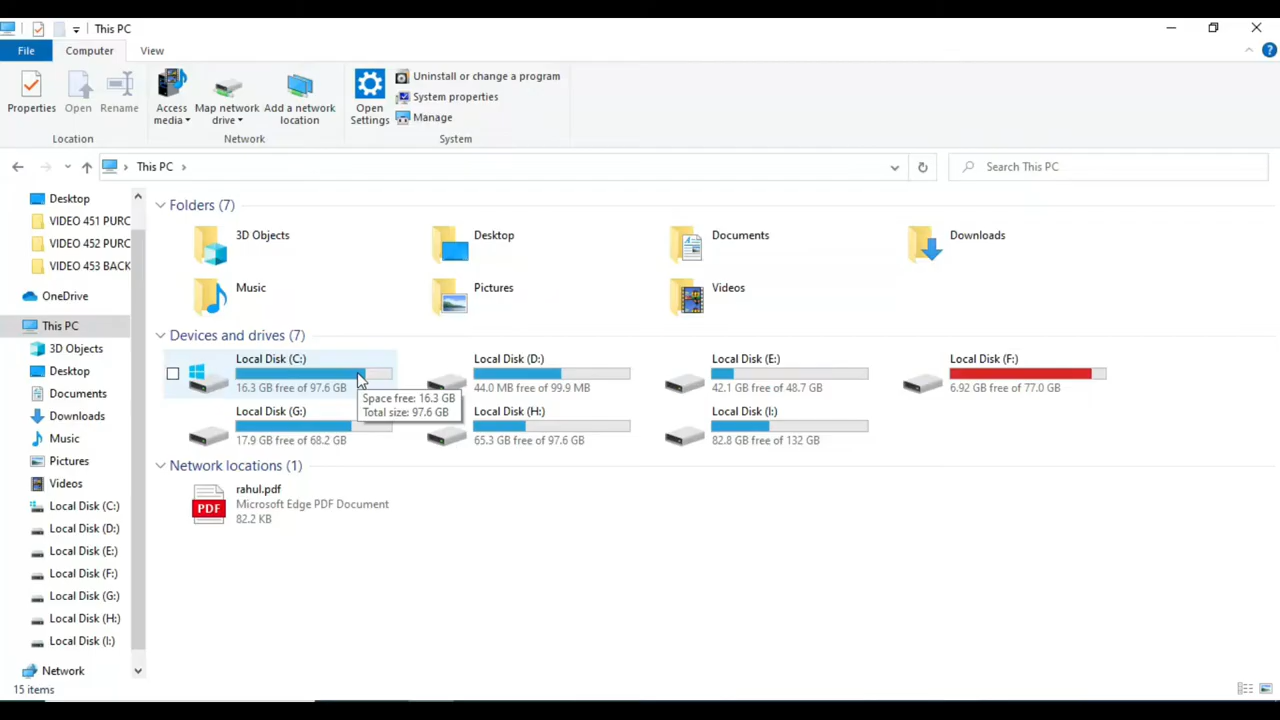 This PC
File Computer View
Properties Open Rename Access media Map network drive Add a network location Open Settings Uninstall or change a program System properties Manage
Location Network System
This PC Search This PC
Desktop
VIDEO 451 PURC
VIDEO 452 PURC
VIDEO 453 BACK
OneDrive
This PC
3D Objects
Desktop
Documents
Downloads
Music
Pictures
Videos
Local Disk (C:)
Local Disk (D:)
Local Disk (E:)
Local Disk (F:)
Local Disk (G:)
Local Disk (H:)
Local Disk (I:)
Network
Folders (7)
3D Objects Desktop Documents Downloads
Music Pictures Videos
Devices and drives (7)
Local Disk (C:) Local Disk (D:) Local Disk (E:) Local Disk (F:)
16.3 GB free of 97.6 GB 44.0 MB free of 99.9 MB 42.1 GB free of 48.7 GB 6.92 GB free of 77.0 GB
Space free: 16.3 GB
Total size: 97.6 GB
Local Disk (G:) Local Disk (H:) Local Disk (I:)
17.9 GB free of 68.2 GB 65.3 GB free of 97.6 GB 82.8 GB free of 132 GB
Network locations (1)
rahul.pdf
PDF Microsoft Edge PDF Document
82.2 KB
15 items